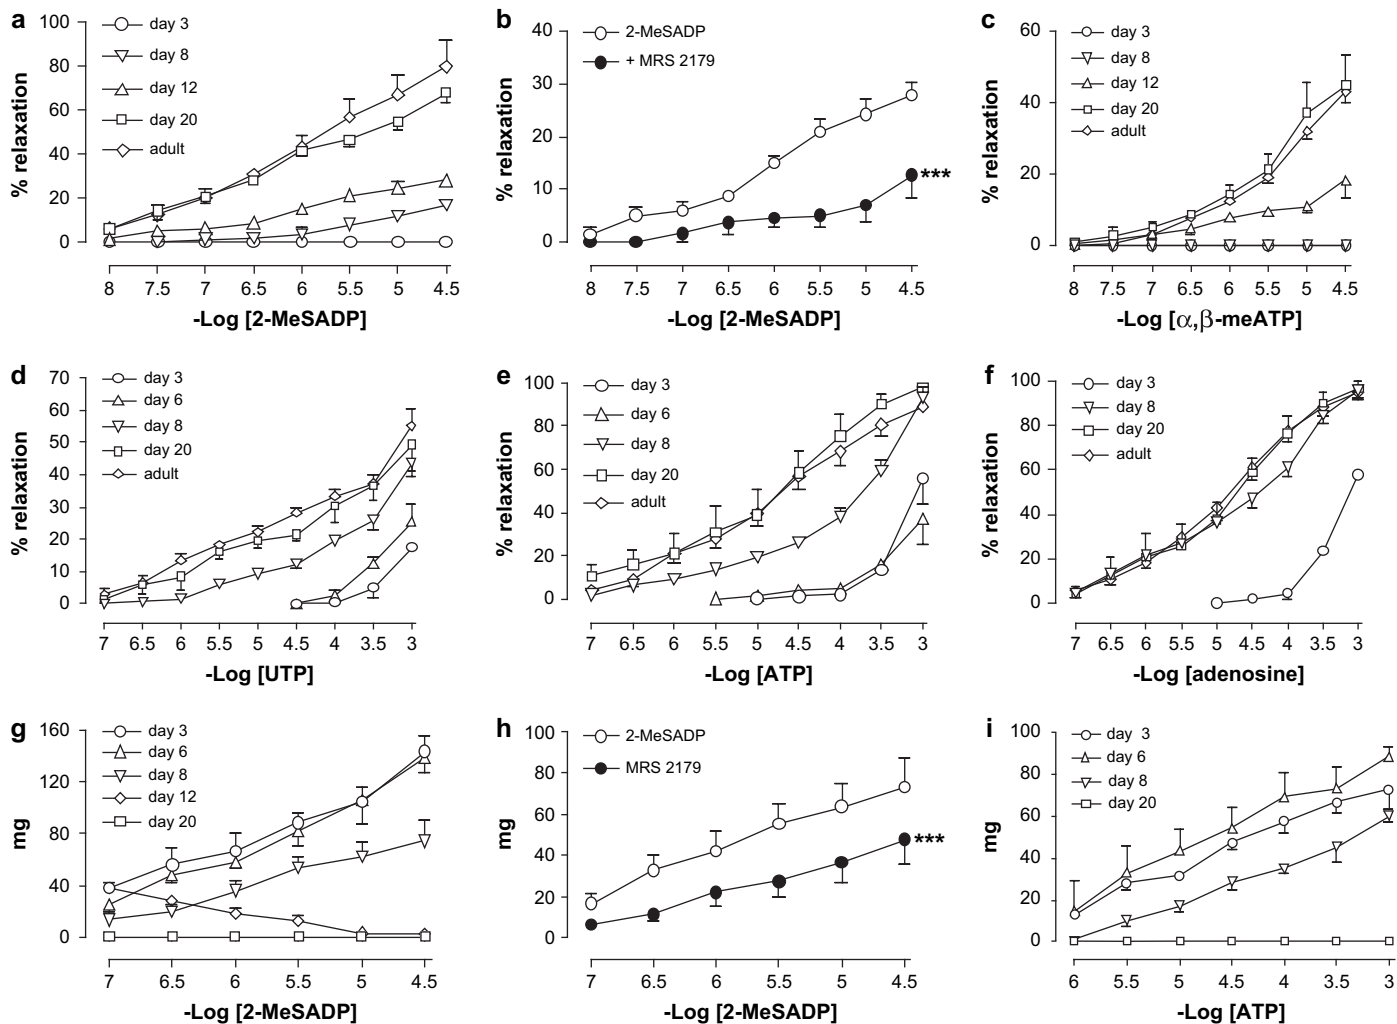 a
100
80
60
40
20
0
% relaxation
day 3
day 8
day 12
day 20
adult
8 7.5 7 6.5 6 5.5 5 4.5
-Log [2-MeSADP]
b
40
30
20
10
0
% relaxation
2-MeSADP
+ MRS 2179
***
8 7.5 7 6.5 6 5.5 5 4.5
-Log [2-MeSADP]
c
60
40
20
0
% relaxation
day 3
day 8
day 12
day 20
adult
8 7.5 7 6.5 6 5.5 5 4.5
-Log [α,β-meATP]
d
70
60
50
40
30
20
10
0
% relaxation
day 3
day 6
day 8
day 20
adult
7 6.5 6 5.5 5 4.5 4 3.5 3
-Log [UTP]
e
100
80
60
40
20
0
% relaxation
day 3
day 6
day 8
day 20
adult
7 6.5 6 5.5 5 4.5 4 3.5 3
-Log [ATP]
f
100
80
60
40
20
0
% relaxation
day 3
day 8
day 20
adult
7 6.5 6 5.5 5 4.5 4 3.5 3
-Log [adenosine]
g
160
120
80
40
0
mg
day 3
day 6
day 8
day 12
day 20
7 6.5 6 5.5 5 4.5
-Log [2-MeSADP]
h
100
80
60
40
20
0
mg
2-MeSADP
MRS 2179
***
7 6.5 6 5.5 5 4.5
-Log [2-MeSADP]
i
100
80
60
40
20
0
mg
day 3
day 6
day 8
day 20
6 5.5 5 4.5 4 3.5 3
-Log [ATP]